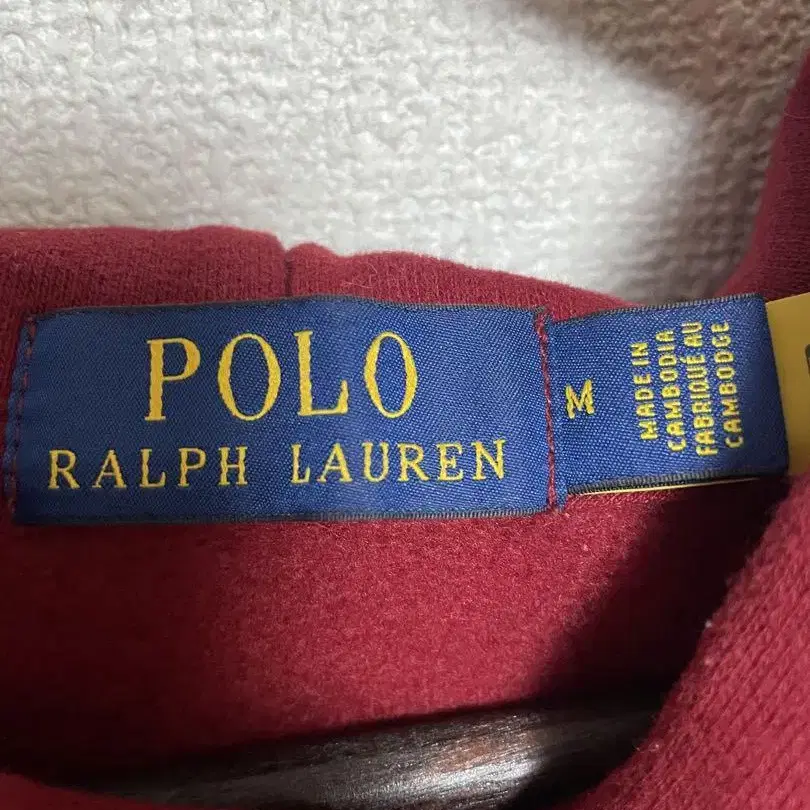 POLO
RALPH LAUREN
M
MADE IN
CAMBODIA
FABRIQUÉ AU
CAMBODGE